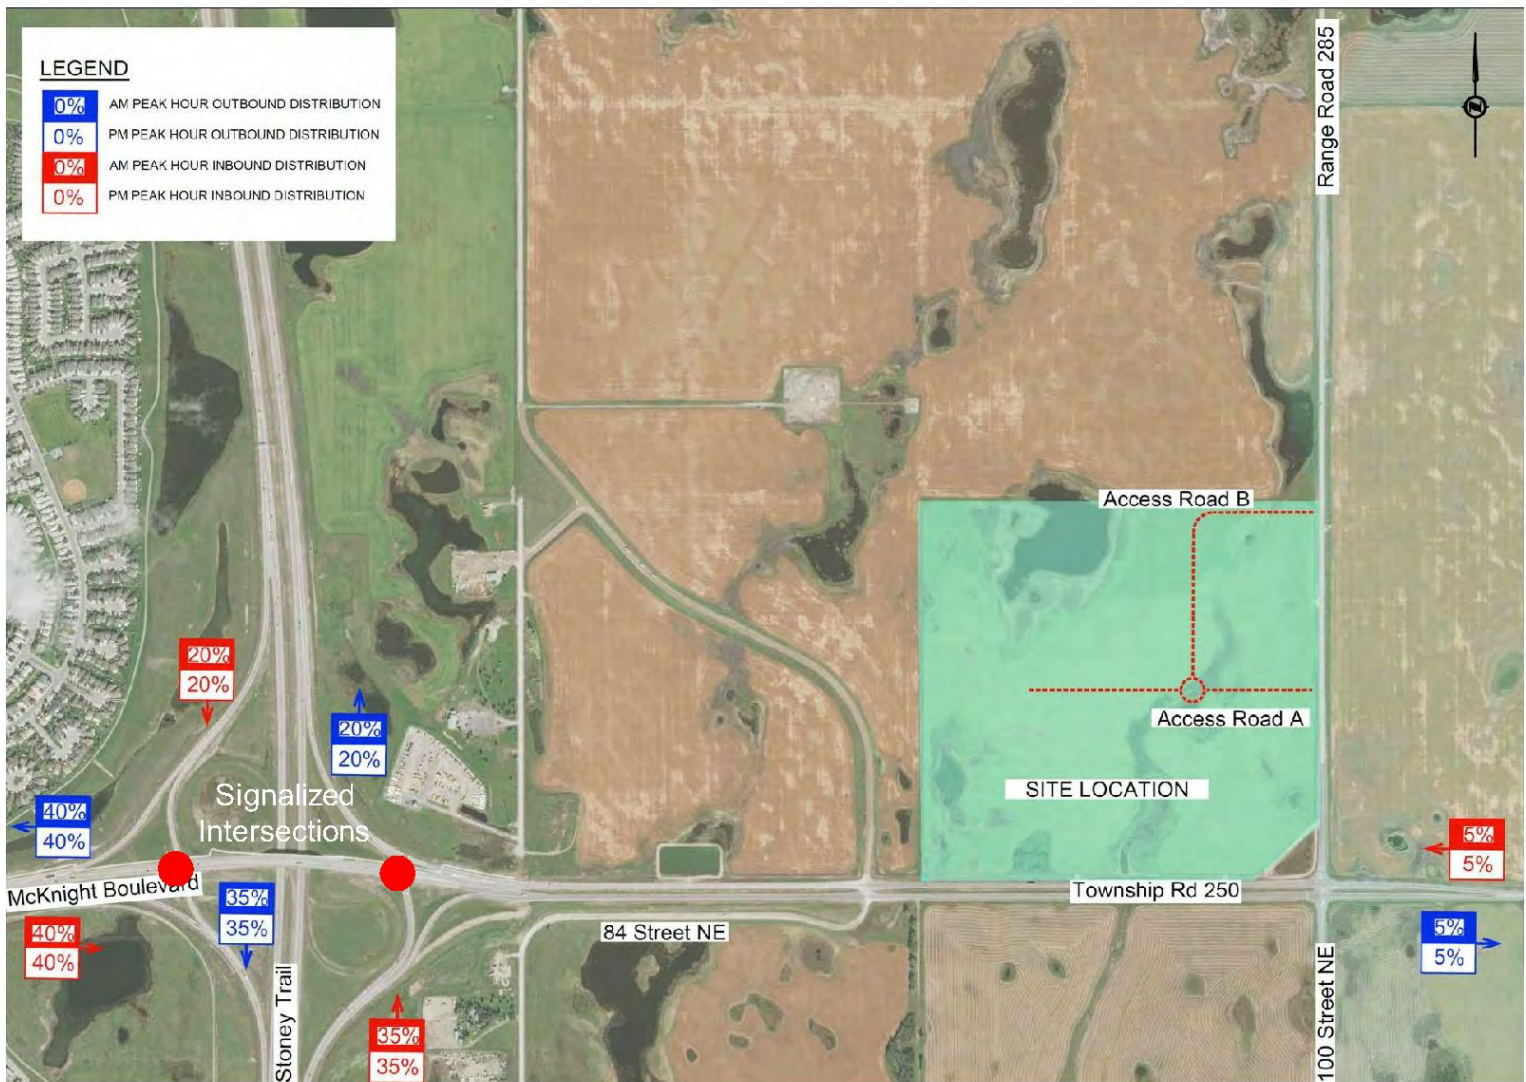 LEGEND
0% AM PEAK HOUR OUTBOUND DISTRIBUTION
0% PM PEAK HOUR OUTBOUND DISTRIBUTION
0% AM PEAK HOUR INBOUND DISTRIBUTION
0% PM PEAK HOUR INBOUND DISTRIBUTION
Range Road 285
Z
Access Road B
Access Road A
20%
20%
20%
20%
SITE LOCATION
Signalized
Intersections
40%
40%
5%
5%
McKnight Boulevard
Township Rd 250
35%
35%
84 Street NE
40%
40%
5%
5%
Stoney Trail
100 Street NE
35%
35%